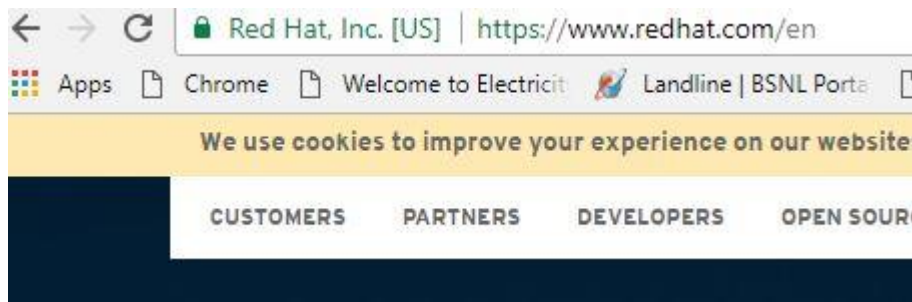 Red Hat, Inc. [US] | https://www.redhat.com/en
Apps Chrome Welcome to Electricit Landline | BSNL Porta
We use cookies to improve your experience on our website
CUSTOMERS PARTNERS DEVELOPERS OPEN SOUR